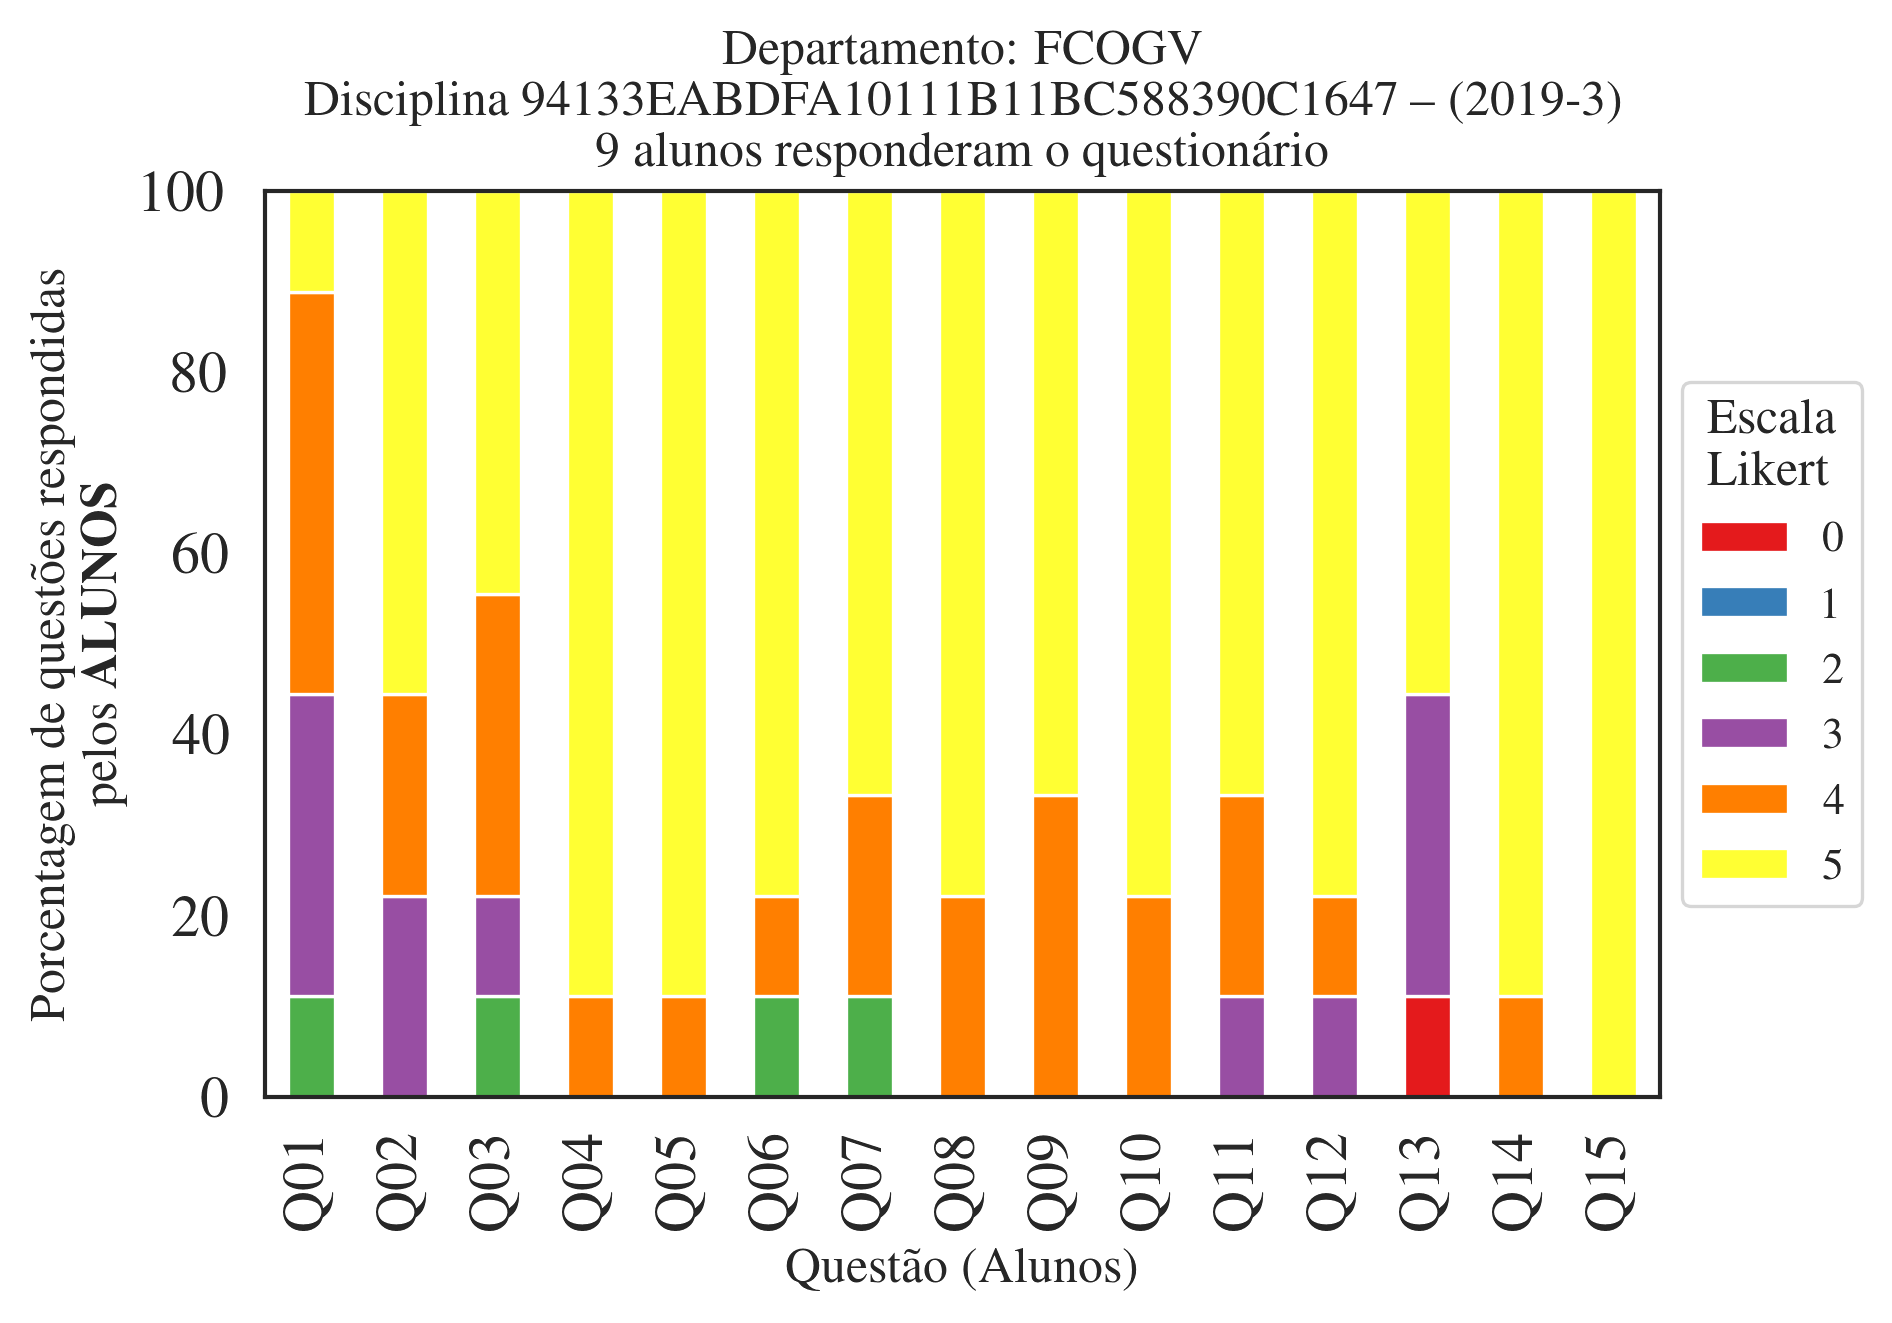 Departamento: FCOGV
Disciplina 94133EABDFA10111B11BC588390C1647 – (2019-3)
9 alunos responderam o questionário
Porcentagem de questões respondidas
pelos ALUNOS
100
80
60
40
20
0
Q01
Q02
Q03
Q04
Q05
Q06
Q07
Q08
Q09
Q10
Q11
Q12
Q13
Q14
Q15
Questão (Alunos)
Escala
Likert
0
1
2
3
4
5